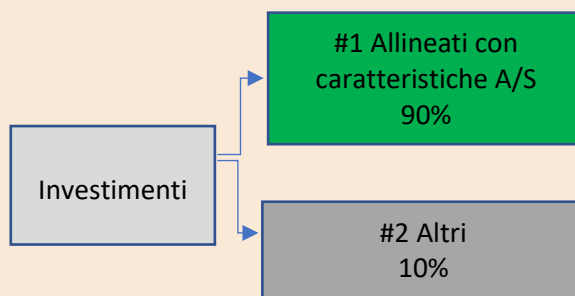 #1 Allineati con
caratteristiche A/S
90%
Investimenti
#2 Altri
10%